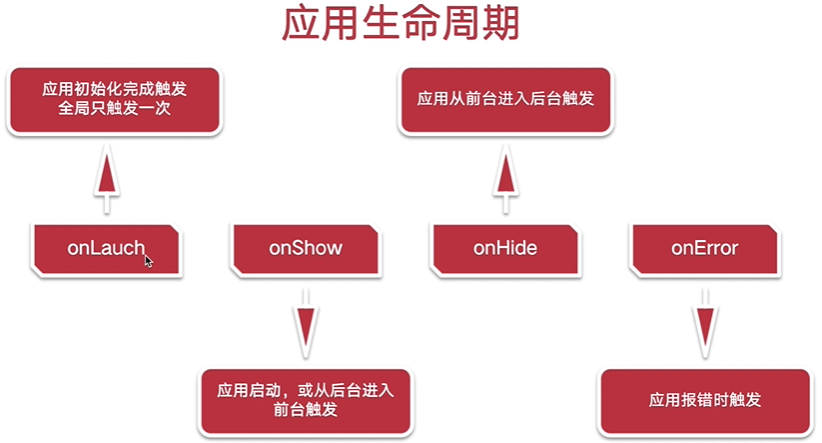 应用生命周期
应用初始化完成触发
全局只触发一次
应用从前台进入后台触发
onLauch
onShow
onHide
onError
应用启动，或从后台进入
前台触发
应用报错时触发